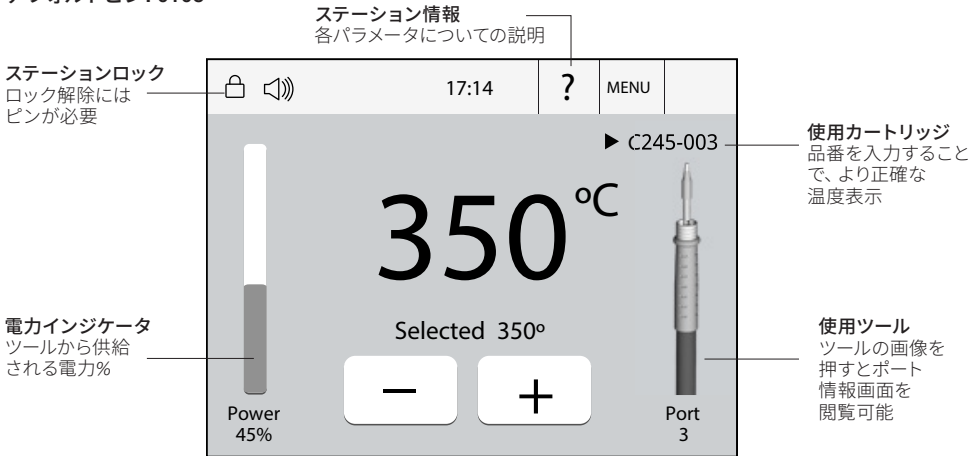 ステーション情報
各パラメータについての説明
ステーションロック
ロック解除には
ピンが必要
17:14
?
MENU
使用カートリッジ
品番を入力すること
で、より正確な
温度表示
C245-003
350ºC
Selected 350º
電力インジケータ
ツールから供給
される電力%
使用ツール
ツールの画像を
押すとポート
情報画面を
閲覧可能
− +
Power
45%
Port
3